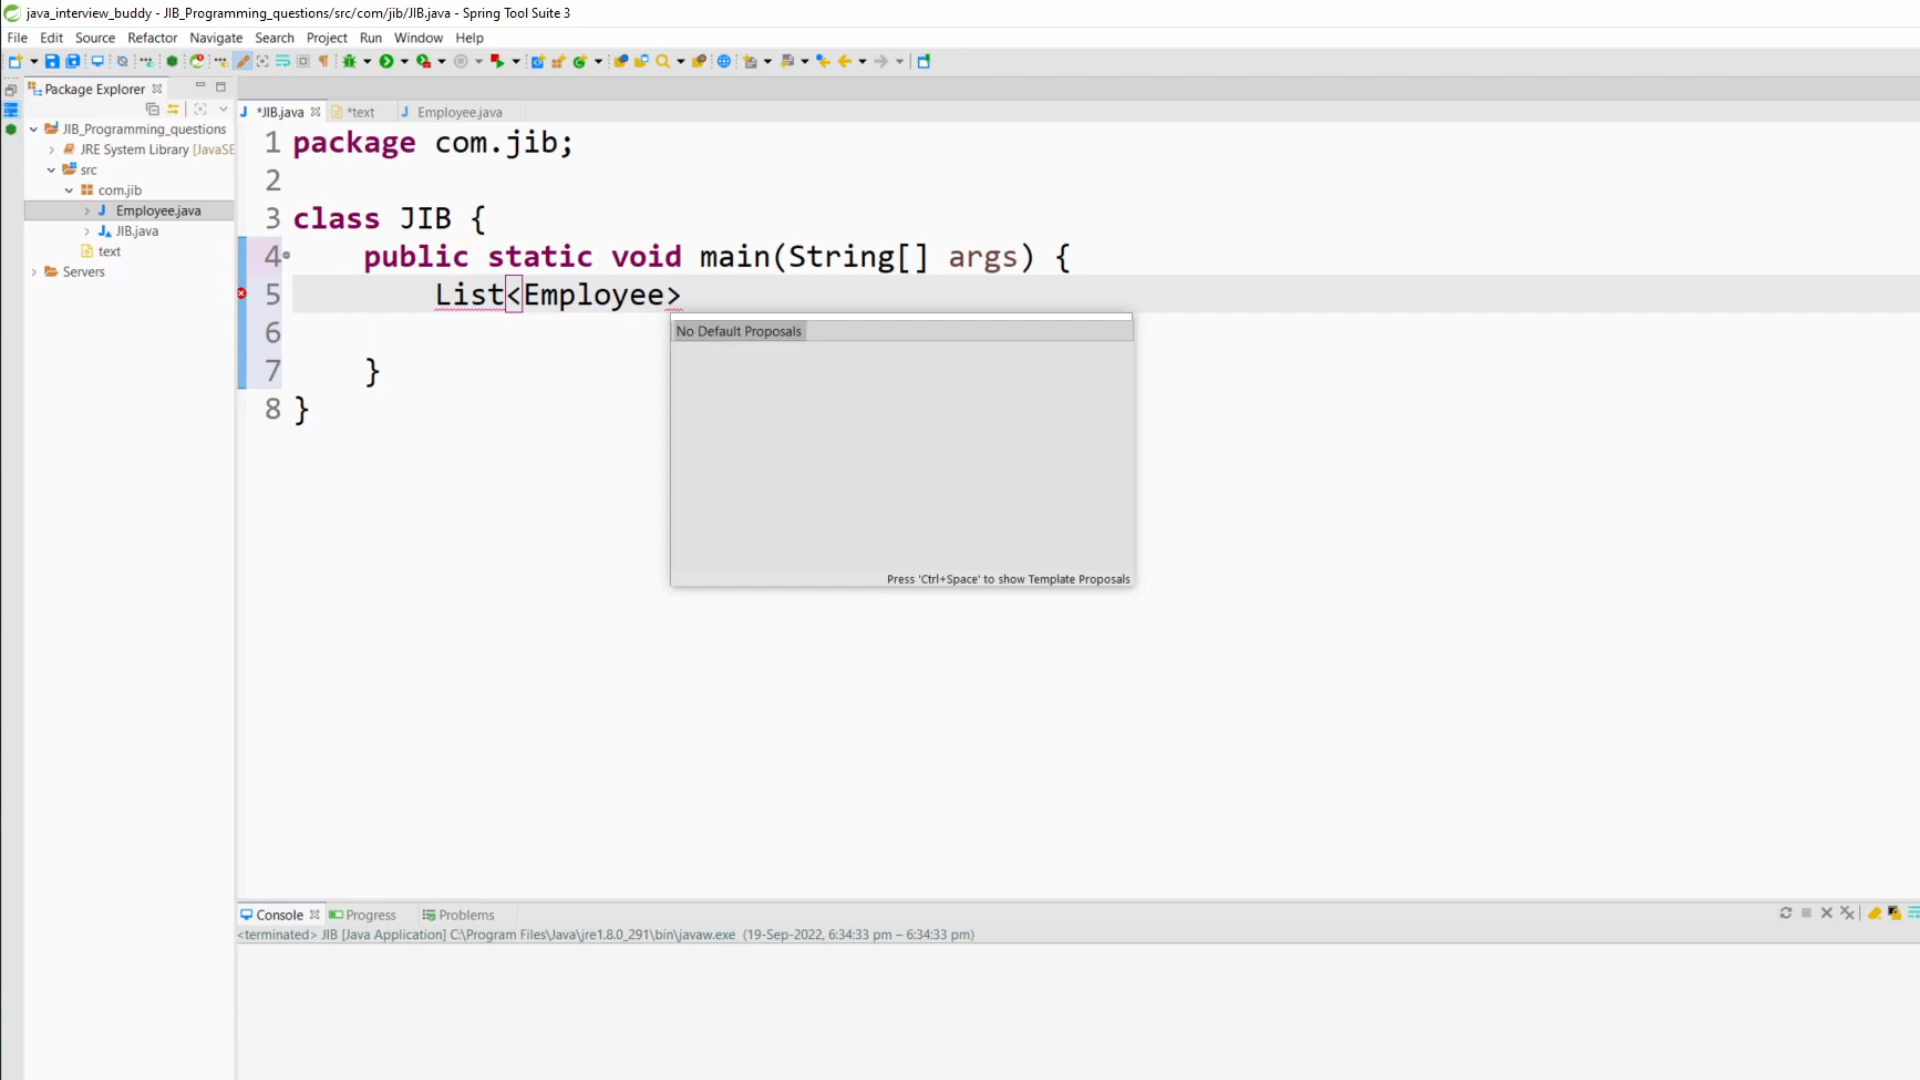 java_interview_buddy - JIB_Programming_questions/src/com/jib/JIB.java - Spring Tool Suite 3
File Edit Source Refactor Navigate Search Project Run Window Help
Package Explorer
JIB_Programming_questions
JRE System Library [JavaSE
src
com.jib
Employee.java
JIB.java
text
Servers
*JIB.java *text Employee.java
1 package com.jib;
2
3 class JIB {
4 public static void main(String[] args) {
5 List<Employee>
6
7 }
8 }
No Default Proposals
Press 'Ctrl+Space' to show Template Proposals
Console Progress Problems
<terminated> JIB [Java Application] C:\Program Files\Java\jre1.8.0_291\bin\javaw.exe (19-Sep-2022, 6:34:33 pm – 6:34:33 pm)